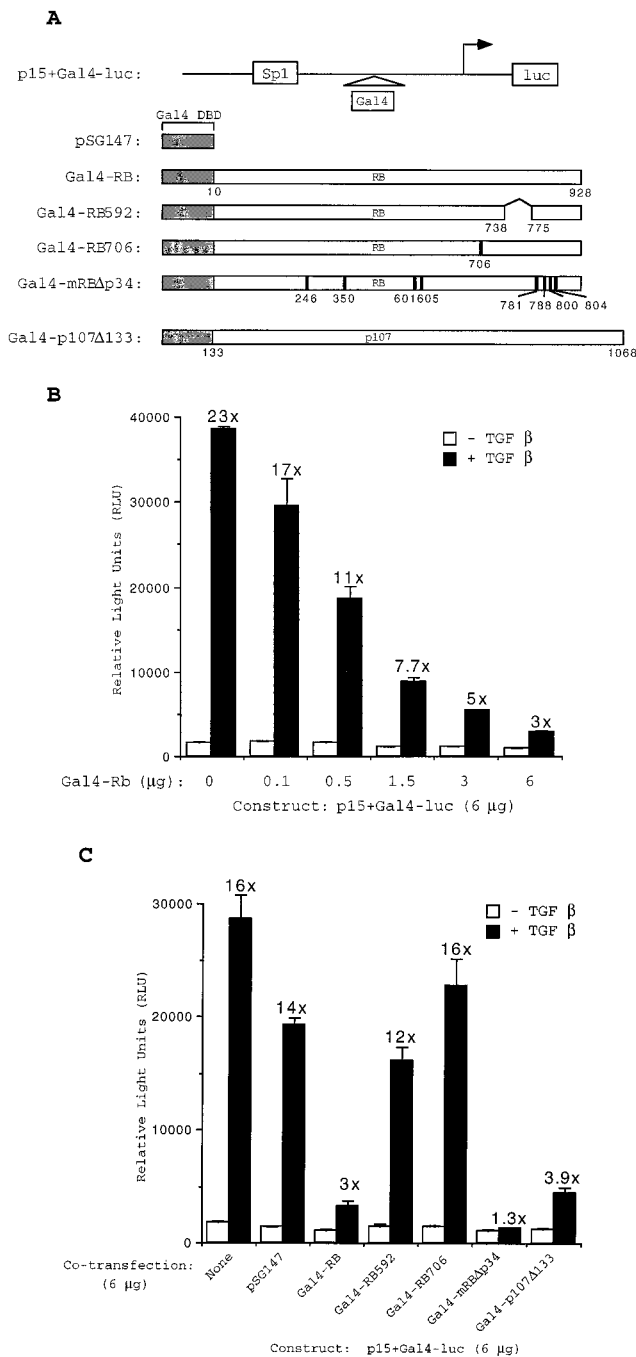 A
p15+Gal4-luc:
Sp1
luc
Gal4
Gal4 DBD
pSG147:
Gal4-RB:
RB
10
928
Gal4-RB592:
RB
738
775
Gal4-RB706:
RB
706
Gal4-mRBΔp34:
RB
246
350
601
605
781
788
800
804
Gal4-p107Δ133:
p107
133
1068
B
40000
30000
20000
10000
0
Relative Light Units (RLU)
23x
17x
11x
7.7x
5x
3x
- TGF β
+ TGF β
Gal4-Rb (μg): 0 0.1 0.5 1.5 3 6
Construct: p15+Gal4-luc (6 μg)
C
30000
20000
10000
0
Relative Light Units (RLU)
16x
14x
3x
12x
16x
1.3x
3.9x
- TGF β
+ TGF β
Co-transfection:
(6 μg)
None
pSG147
Gal4-RB
Gal4-RB592
Gal4-RB706
Gal4-mRBΔp34
Gal4-p107Δ133
Construct: p15+Gal4-luc (6 μg)